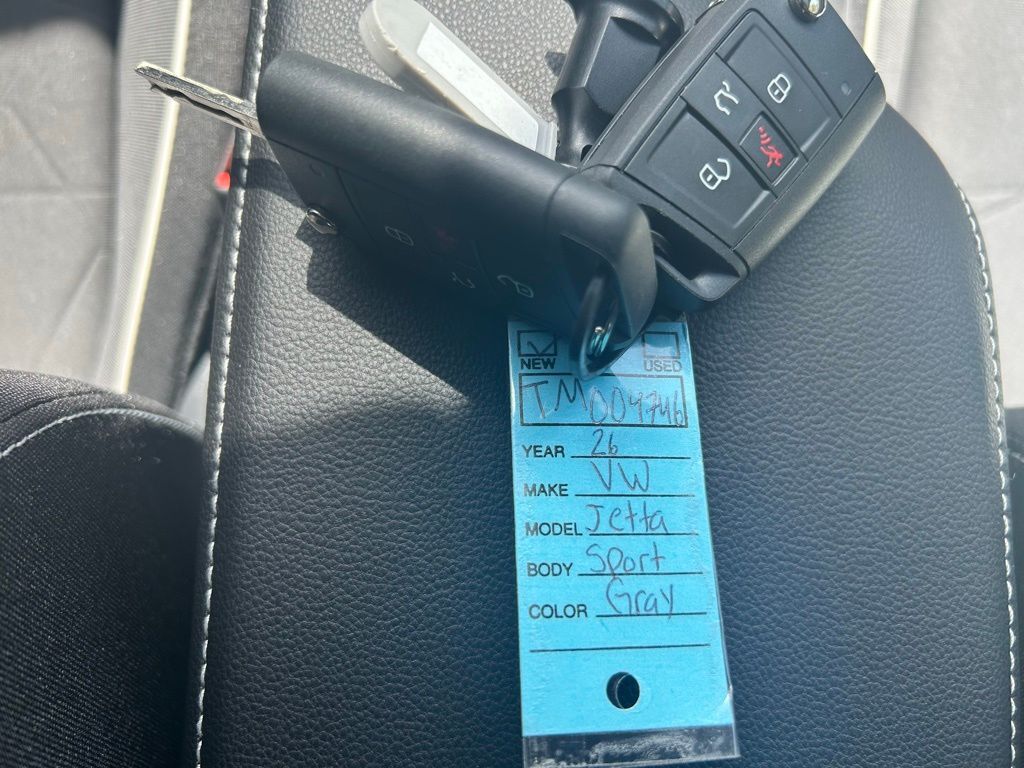 NEW USED
TM004746
YEAR 26
MAKE VW
MODEL Jetta
BODY Sport
COLOR Gray